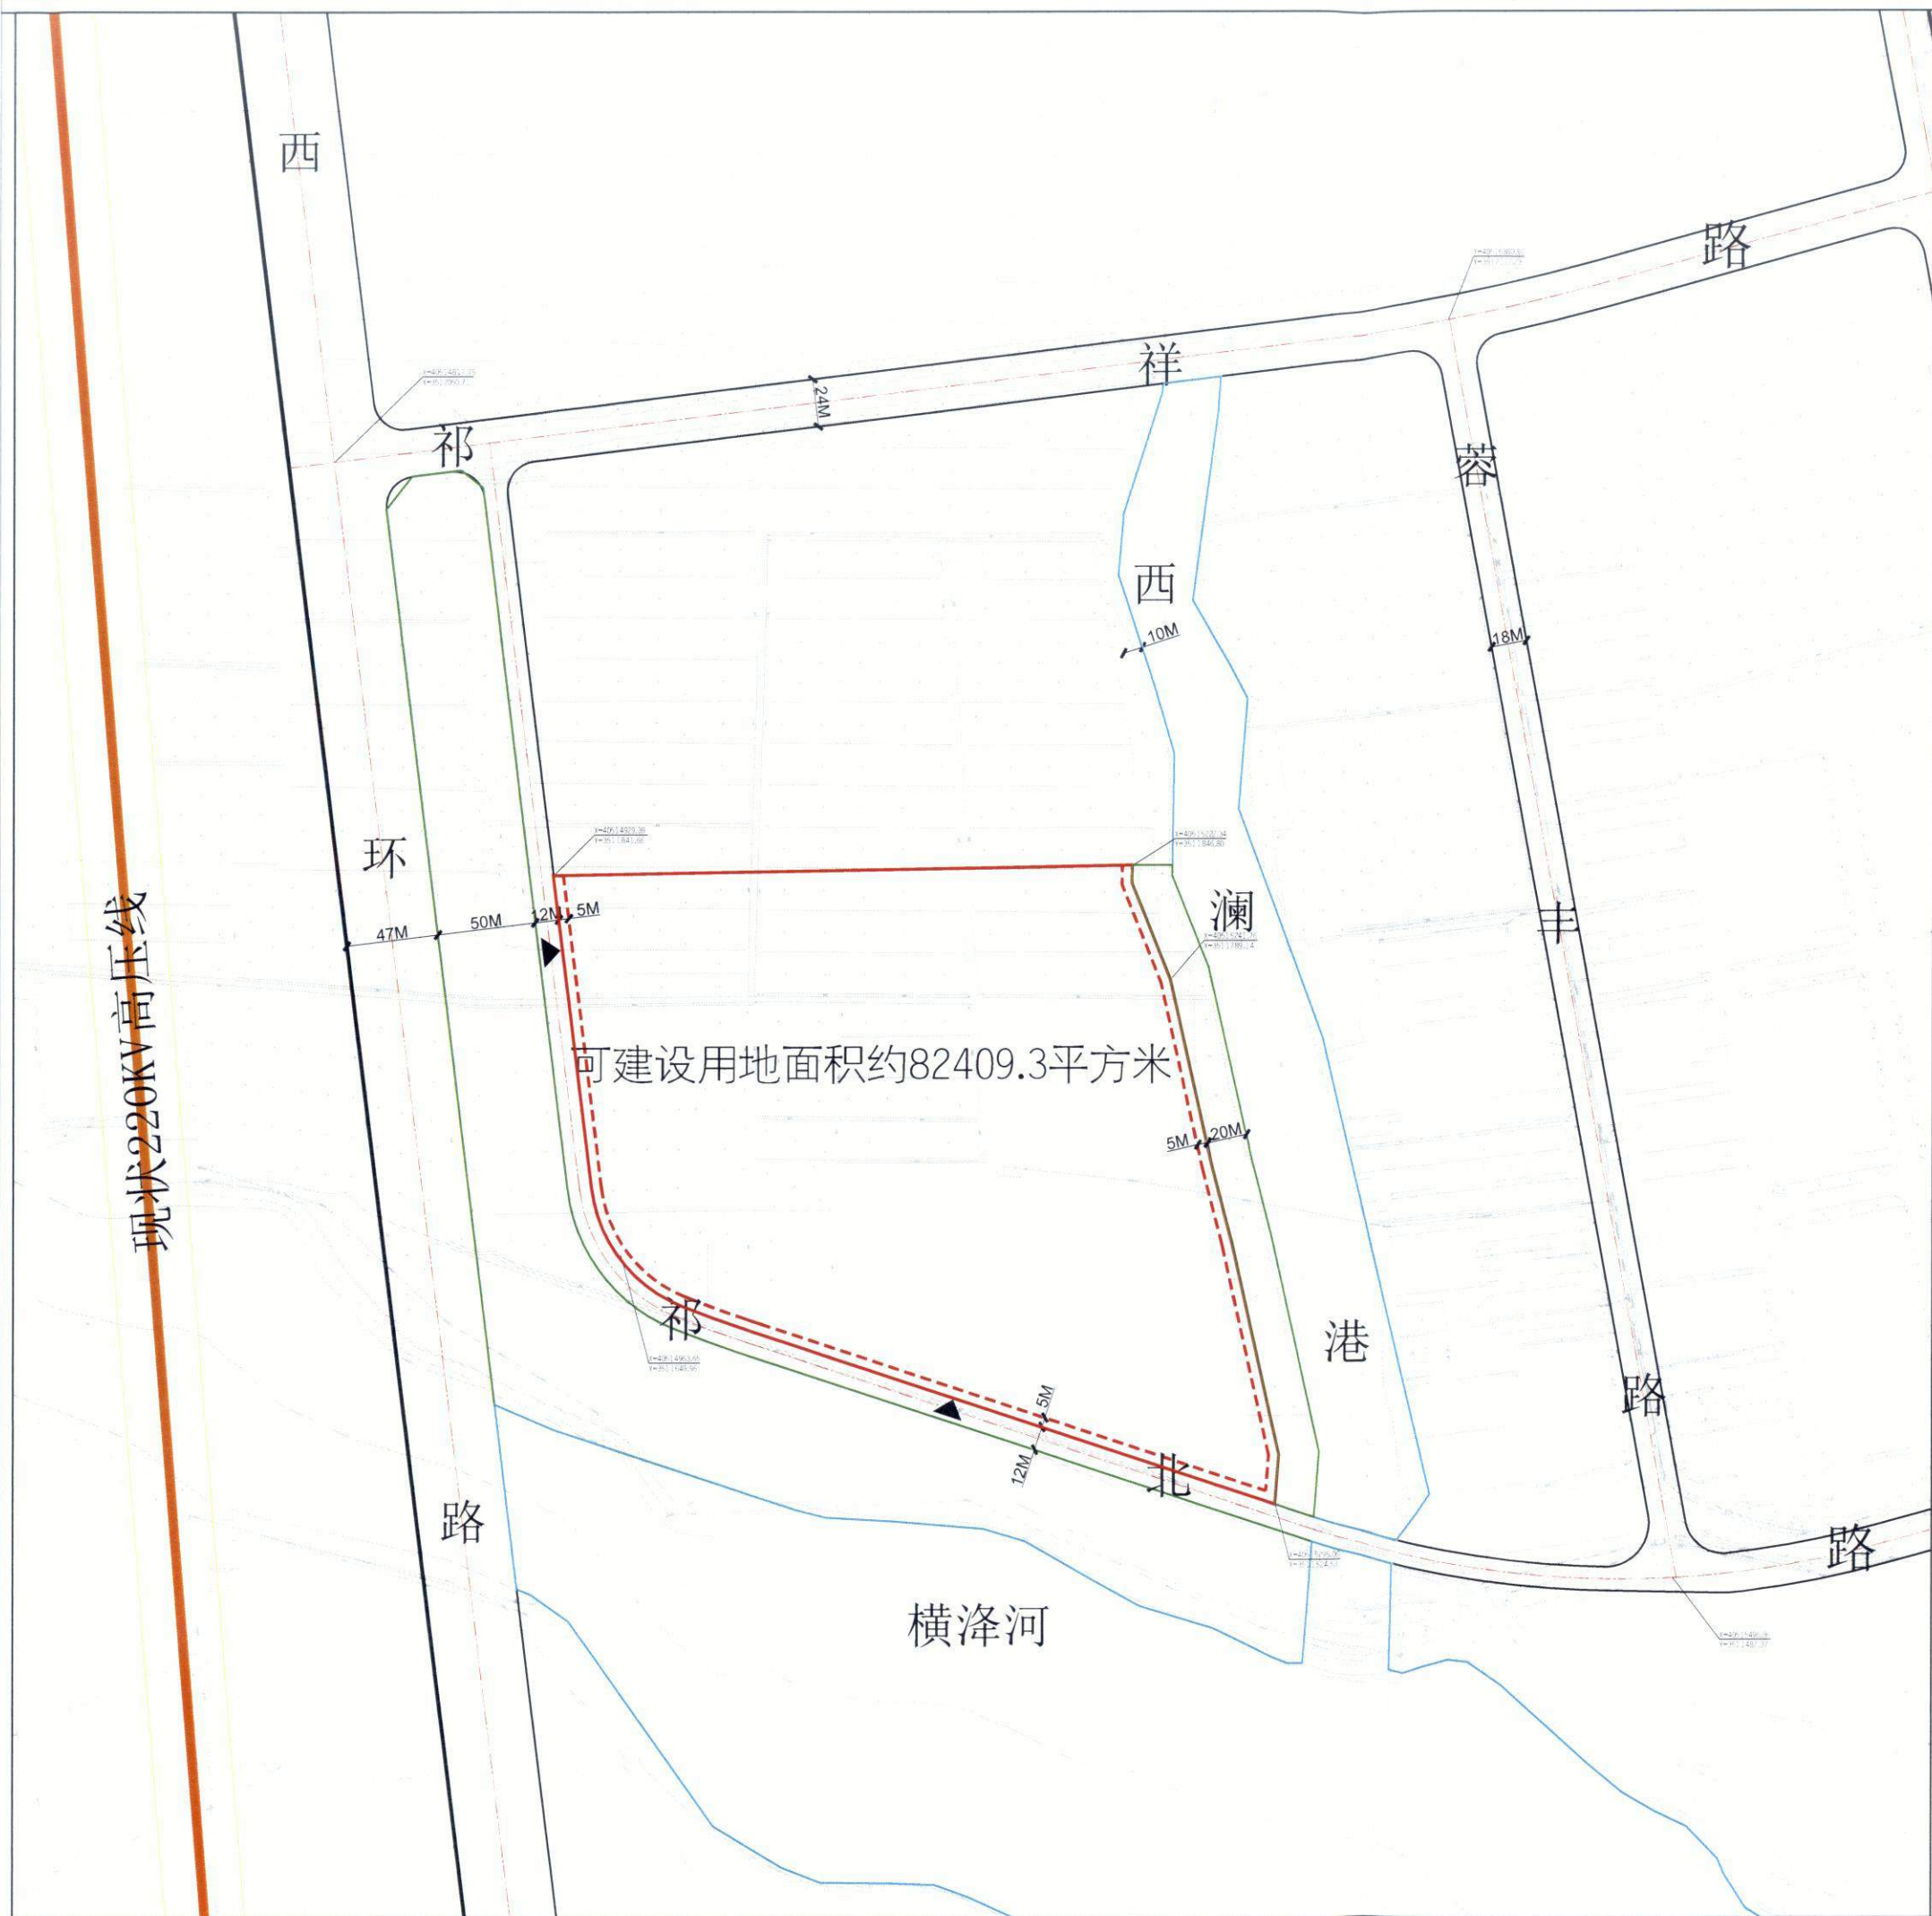 西
路
祥
24M
祁
蓉
西
10M
18M
环
澜
丰
47M
50M
12M
5M
现状220KV高压线
可建设用地面积约82409.3平方米
5M
20M
祁
港
5M
路
12M
北
路
路
横泽河